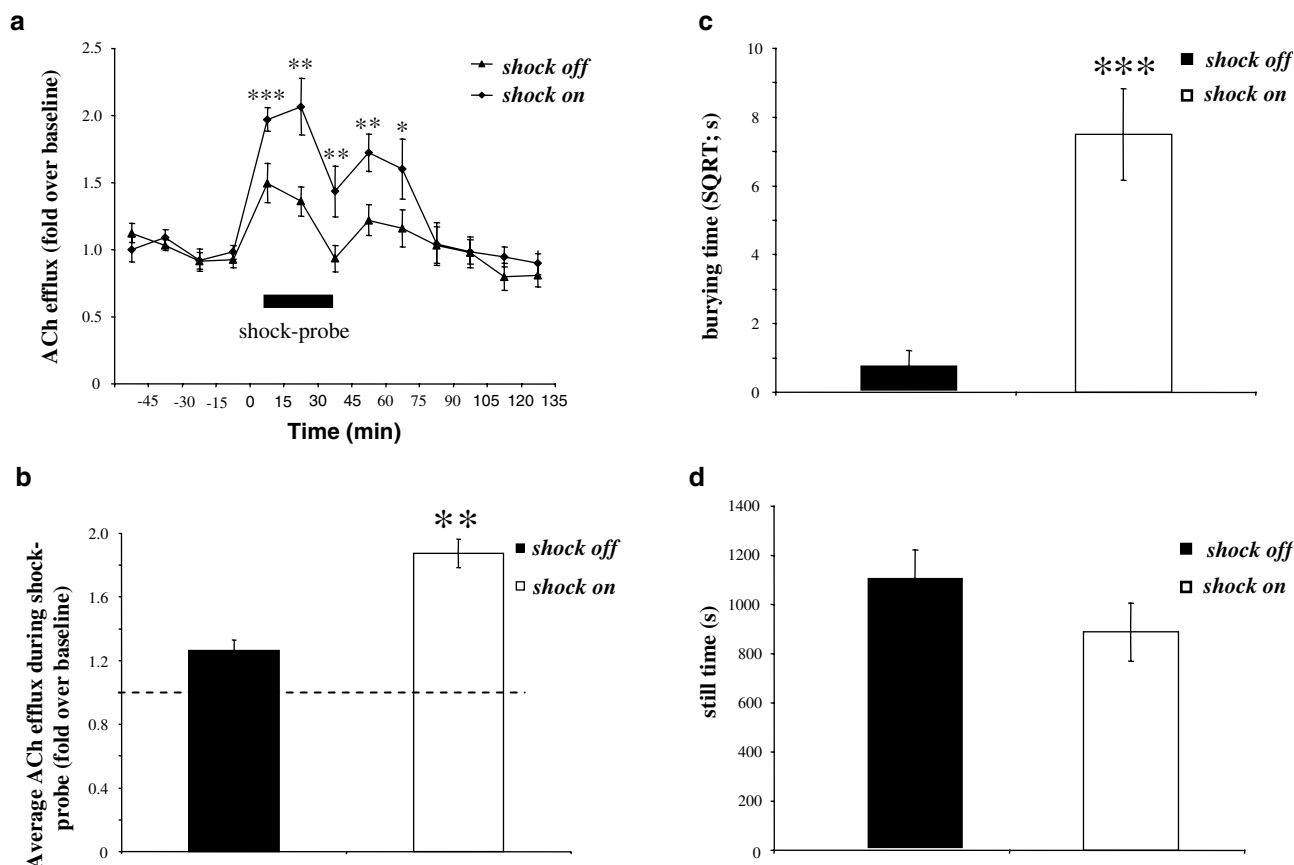 a
2.5
2.0
1.5
1.0
0.5
0
ACh efflux (fold over baseline)
shock off
shock on
***
**
**
**
*
shock-probe
-45 -30 -15 0 15 30 45 60 75 90 105 120 135
Time (min)
c
10
8
6
4
2
0
burying time (SQRT; s)
***
shock off
shock on
b
2.0
1.6
1.2
0.8
0.4
0
Average ACh efflux during shock-
probe (fold over baseline)
**
shock off
shock on
d
1400
1200
1000
800
600
400
200
0
still time (s)
shock off
shock on